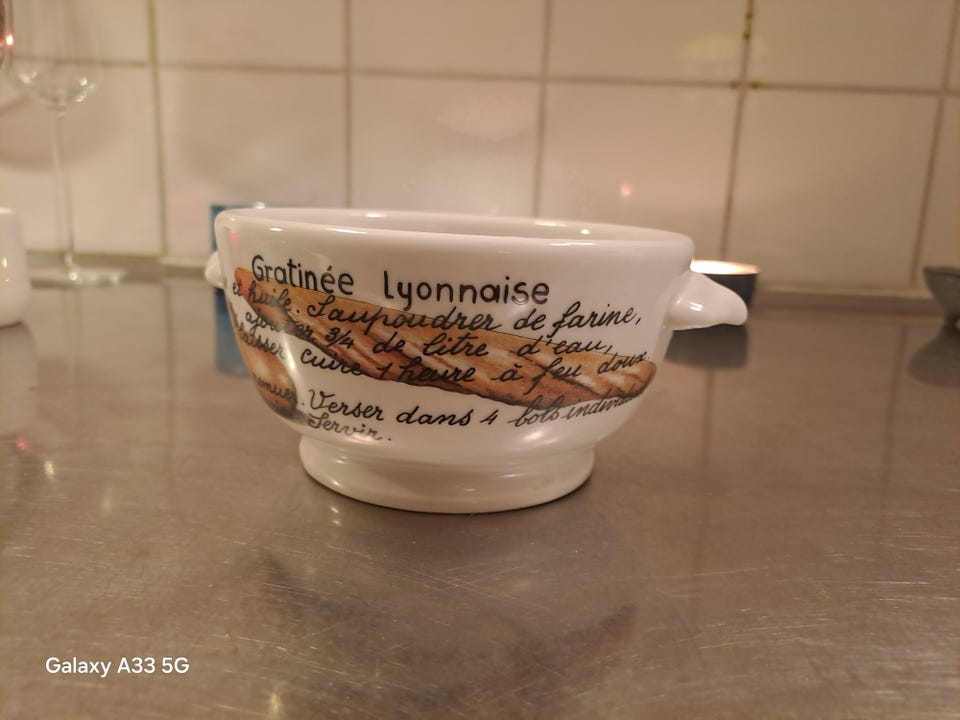 Gratinée Lyonnaise
et huile. Saupoudrer de farine,
ajouter 3/4 de litre d'eau,
laisser cuire 1 heure à feu doux.
. Verser dans 4 bols
Servir.
Galaxy A33 5G